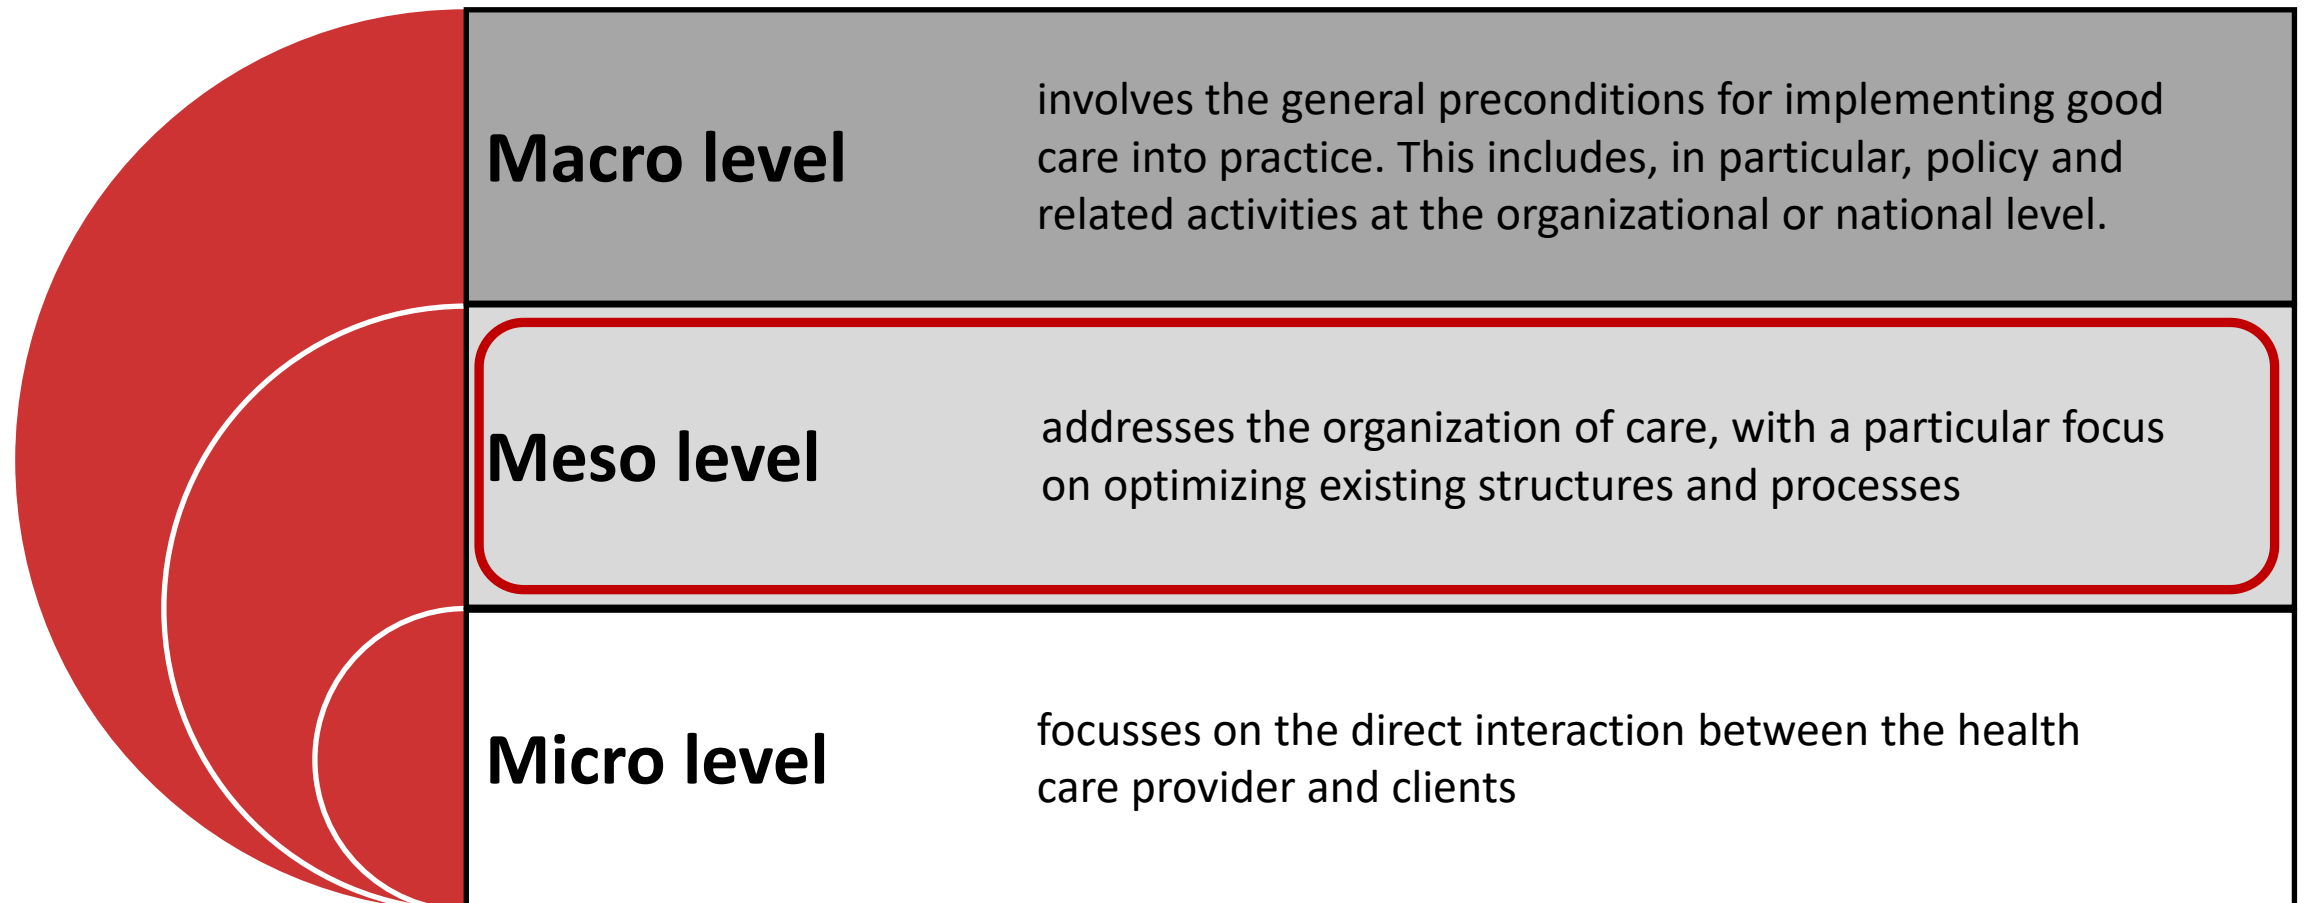 Macro level
involves the general preconditions for implementing good
care into practice. This includes, in particular, policy and
related activities at the organizational or national level.
Meso level
addresses the organization of care, with a particular focus
on optimizing existing structures and processes
Micro level
focusses on the direct interaction between the health
care provider and clients